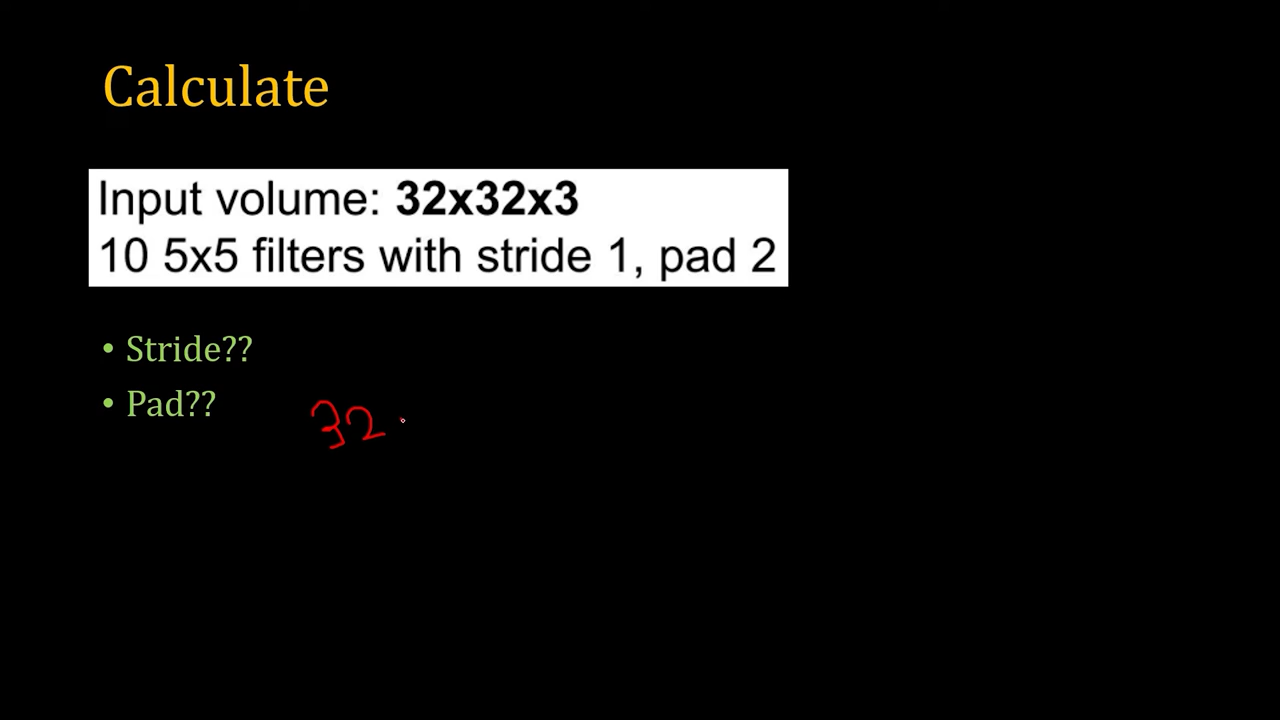 Calculate
Input volume: 32x32x3
10 5x5 filters with stride 1, pad 2
• Stride??
• Pad??
32